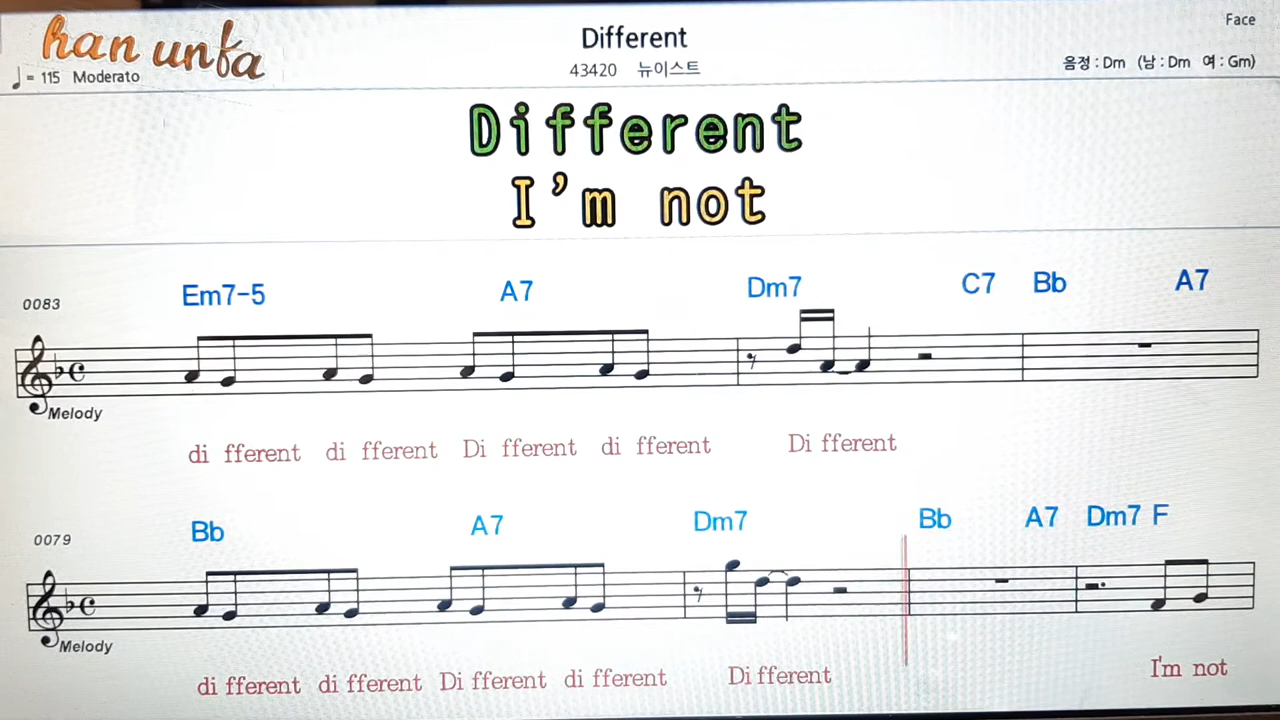 han unfa
Face
Different
♩ = 115 Moderato
43420 뉴이스트
음정 : Dm (남 : Dm 여 : Gm)
Different
I'm not
0083
Em7-5 A7 Dm7 C7 Bb A7
Melody
di fferent di fferent Di fferent di fferent Di fferent
0079
Bb A7 Dm7 Bb A7 Dm7 F
Melody
di fferent di fferent Di fferent di fferent Di fferent I'm not